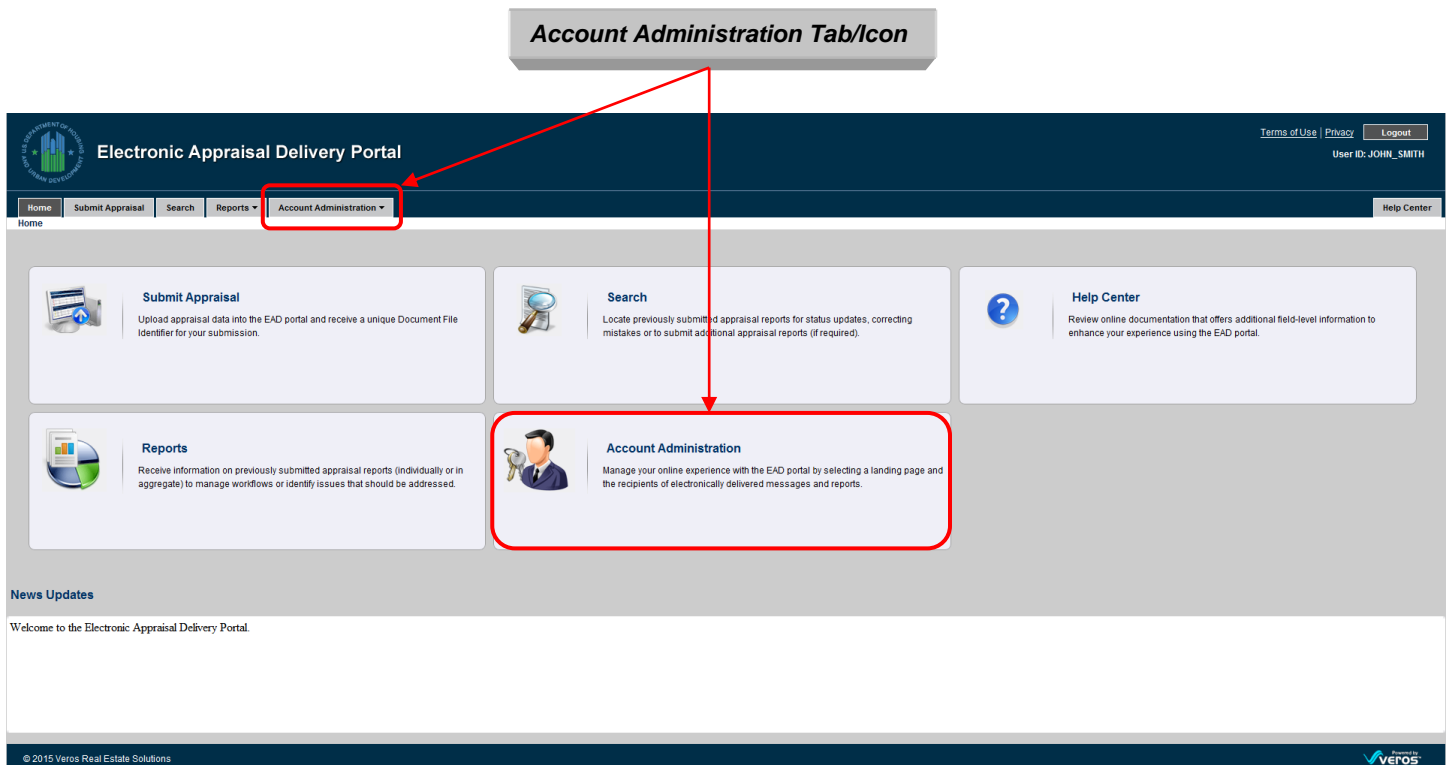 Account Administration Tab/Icon
U.S. DEPARTMENT OF HOUSING
AND URBAN DEVELOPMENT
Electronic Appraisal Delivery Portal
Terms of Use | Privacy Logout
User ID: JOHN_SMITH
Home Submit Appraisal Search Reports Account Administration Help Center
Home
Submit Appraisal
Upload appraisal data into the EAD portal and receive a unique Document File
Identifier for your submission.
Search
Locate previously submitted appraisal reports for status updates, correcting
mistakes or to submit additional appraisal reports (if required).
Help Center
Review online documentation that offers additional field-level information to
enhance your experience using the EAD portal.
Reports
Receive information on previously submitted appraisal reports (individually or in
aggregate) to manage workflows or identify issues that should be addressed.
Account Administration
Manage your online experience with the EAD portal by selecting a landing page and
the recipients of electronically delivered messages and reports.
News Updates
Welcome to the Electronic Appraisal Delivery Portal.
© 2015 Veros Real Estate Solutions
Powered by
veros